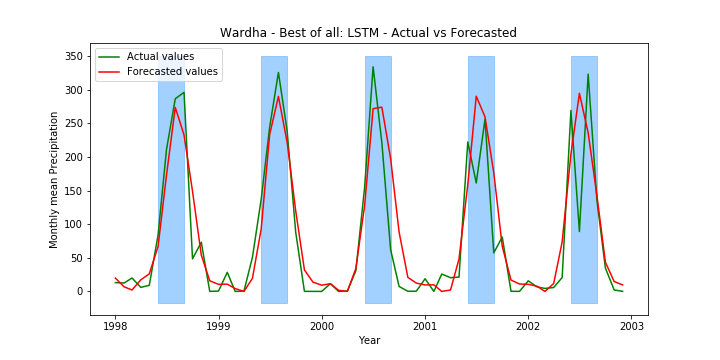 Wardha - Best of all: LSTM - Actual vs Forecasted
Actual values
Forecasted values
Monthly mean Precipitation
350
300
250
200
150
100
50
0
1998
1999
2000
2001
2002
2003
Year